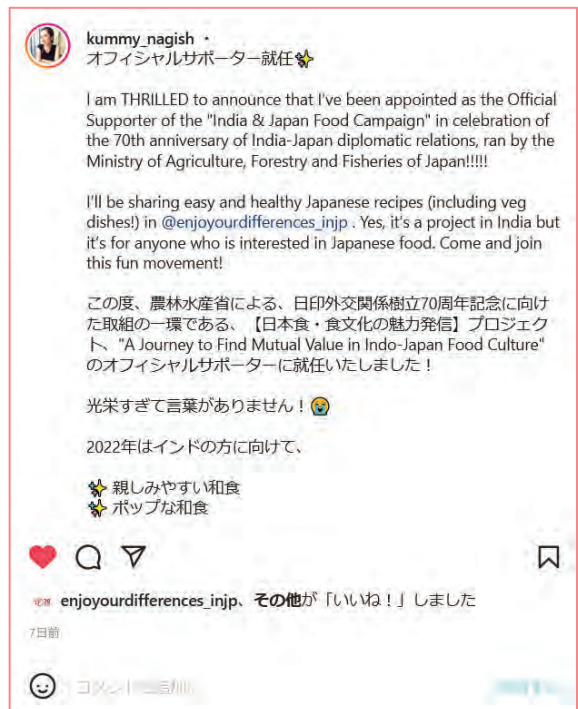 kummy_nagish ・
オフィシャルサポーター就任✨
I am THRILLED to announce that I've been appointed as the Official
Supporter of the "India & Japan Food Campaign" in celebration of
the 70th anniversary of India-Japan diplomatic relations, ran by the
Ministry of Agriculture, Forestry and Fisheries of Japan!!!!!
I'll be sharing easy and healthy Japanese recipes (including veg
dishes!) in @enjoyourdifferences_injp . Yes, it's a project in India but
it's for anyone who is interested in Japanese food. Come and join
this fun movement!
この度、農林水産省による、日印外交関係樹立70周年記念に向け
た取組の一環である、【日本食・食文化の魅力発信】プロジェク
ト、"A Journey to Find Mutual Value in Indo-Japan Food Culture"
のオフィシャルサポーターに就任いたしました！
光栄すぎて言葉がありません！😭
2022年はインドの方に向けて、
✨ 親しみやすい和食
✨ ポップな和食
enjoyourdifferences_injp、その他が「いいね！」しました
7日前